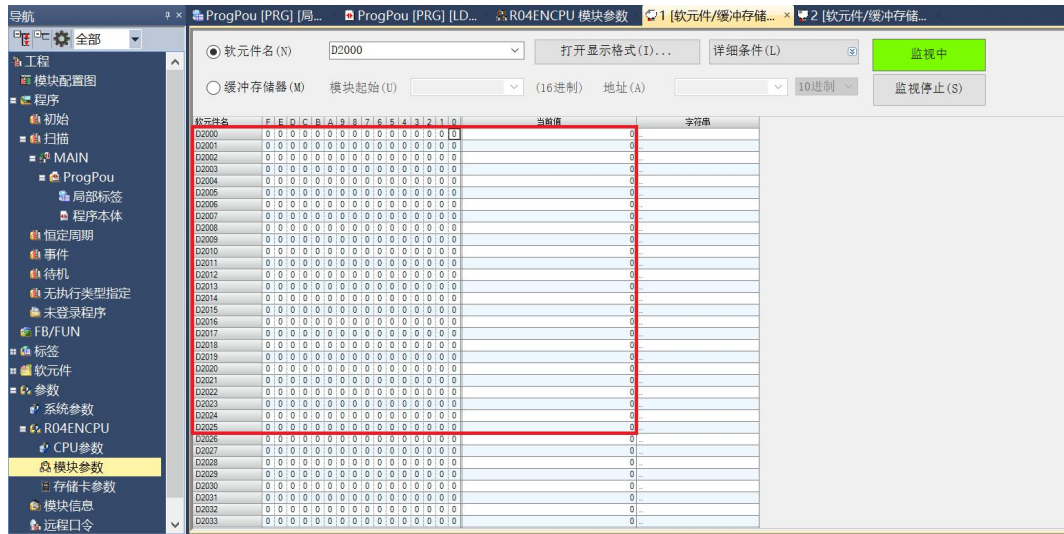 导航
全部
工程
模块配置图
程序
初始
扫描
MAIN
ProgPou
局部标签
程序本体
恒定周期
事件
待机
无执行类型指定
未登录程序
FB/FUN
标签
软元件
参数
系统参数
R04ENCPU
CPU参数
模块参数
存储卡参数
模块信息
远程口令
ProgPou [PRG] [局... ProgPou [PRG] [LD... R04ENCPU 模块参数 1 [软元件/缓冲存储... × 2 [软元件/缓冲存储...
软元件名(N) D2000 打开显示格式(I)... 详细条件(L) 监视中
缓冲存储器(M) 模块起始(U) (16进制) 地址(A) 10进制 监视停止(S)
软元件名 F E D C B A 9 8 7 6 5 4 3 2 1 0 当前值 字符串
D2000 0 0 0 0 0 0 0 0 0 0 0 0 0 0 0 0 0 ..
D2001 0 0 0 0 0 0 0 0 0 0 0 0 0 0 0 0 0 ..
D2002 0 0 0 0 0 0 0 0 0 0 0 0 0 0 0 0 0 ..
D2003 0 0 0 0 0 0 0 0 0 0 0 0 0 0 0 0 0 ..
D2004 0 0 0 0 0 0 0 0 0 0 0 0 0 0 0 0 0 ..
D2005 0 0 0 0 0 0 0 0 0 0 0 0 0 0 0 0 0 ..
D2006 0 0 0 0 0 0 0 0 0 0 0 0 0 0 0 0 0 ..
D2007 0 0 0 0 0 0 0 0 0 0 0 0 0 0 0 0 0 ..
D2008 0 0 0 0 0 0 0 0 0 0 0 0 0 0 0 0 0 ..
D2009 0 0 0 0 0 0 0 0 0 0 0 0 0 0 0 0 0 ..
D2010 0 0 0 0 0 0 0 0 0 0 0 0 0 0 0 0 0 ..
D2011 0 0 0 0 0 0 0 0 0 0 0 0 0 0 0 0 0 ..
D2012 0 0 0 0 0 0 0 0 0 0 0 0 0 0 0 0 0 ..
D2013 0 0 0 0 0 0 0 0 0 0 0 0 0 0 0 0 0 ..
D2014 0 0 0 0 0 0 0 0 0 0 0 0 0 0 0 0 0 ..
D2015 0 0 0 0 0 0 0 0 0 0 0 0 0 0 0 0 0 ..
D2016 0 0 0 0 0 0 0 0 0 0 0 0 0 0 0 0 0 ..
D2017 0 0 0 0 0 0 0 0 0 0 0 0 0 0 0 0 0 ..
D2018 0 0 0 0 0 0 0 0 0 0 0 0 0 0 0 0 0 ..
D2019 0 0 0 0 0 0 0 0 0 0 0 0 0 0 0 0 0 ..
D2020 0 0 0 0 0 0 0 0 0 0 0 0 0 0 0 0 0 ..
D2021 0 0 0 0 0 0 0 0 0 0 0 0 0 0 0 0 0 ..
D2022 0 0 0 0 0 0 0 0 0 0 0 0 0 0 0 0 0 ..
D2023 0 0 0 0 0 0 0 0 0 0 0 0 0 0 0 0 0 ..
D2024 0 0 0 0 0 0 0 0 0 0 0 0 0 0 0 0 0 ..
D2025 0 0 0 0 0 0 0 0 0 0 0 0 0 0 0 0 0 ..
D2026 0 0 0 0 0 0 0 0 0 0 0 0 0 0 0 0 0 ..
D2027 0 0 0 0 0 0 0 0 0 0 0 0 0 0 0 0 0 ..
D2028 0 0 0 0 0 0 0 0 0 0 0 0 0 0 0 0 0 ..
D2029 0 0 0 0 0 0 0 0 0 0 0 0 0 0 0 0 0 ..
D2030 0 0 0 0 0 0 0 0 0 0 0 0 0 0 0 0 0 ..
D2031 0 0 0 0 0 0 0 0 0 0 0 0 0 0 0 0 0 ..
D2032 0 0 0 0 0 0 0 0 0 0 0 0 0 0 0 0 0 ..
D2033 0 0 0 0 0 0 0 0 0 0 0 0 0 0 0 0 0 ..